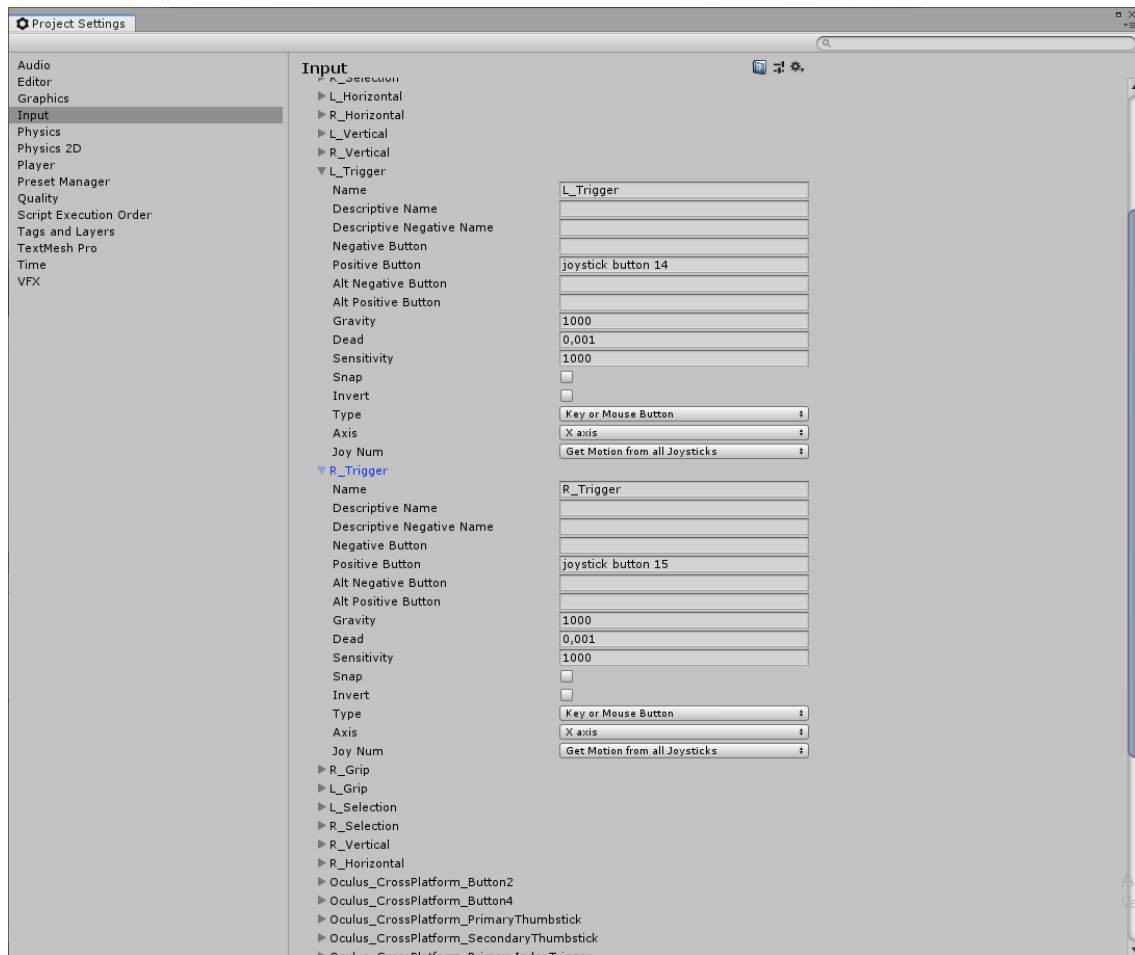 Project Settings
Audio
Editor
Graphics
Input
Physics
Physics 2D
Player
Preset Manager
Quality
Script Execution Order
Tags and Layers
TextMesh Pro
Time
VFX
Input
R_Selection
L_Horizontal
R_Horizontal
L_Vertical
R_Vertical
L_Trigger
Name L_Trigger
Descriptive Name
Descriptive Negative Name
Negative Button
Positive Button joystick button 14
Alt Negative Button
Alt Positive Button
Gravity 1000
Dead 0,001
Sensitivity 1000
Snap
Invert
Type Key or Mouse Button
Axis X axis
Joy Num Get Motion from all Joysticks
R_Trigger
Name R_Trigger
Descriptive Name
Descriptive Negative Name
Negative Button
Positive Button joystick button 15
Alt Negative Button
Alt Positive Button
Gravity 1000
Dead 0,001
Sensitivity 1000
Snap
Invert
Type Key or Mouse Button
Axis X axis
Joy Num Get Motion from all Joysticks
R_Grip
L_Grip
L_Selection
R_Selection
R_Vertical
R_Horizontal
Oculus_CrossPlatform_Button2
Oculus_CrossPlatform_Button4
Oculus_CrossPlatform_PrimaryThumbstick
Oculus_CrossPlatform_SecondaryThumbstick
Oculus_CrossPlatform_PrimaryIndexTrigger